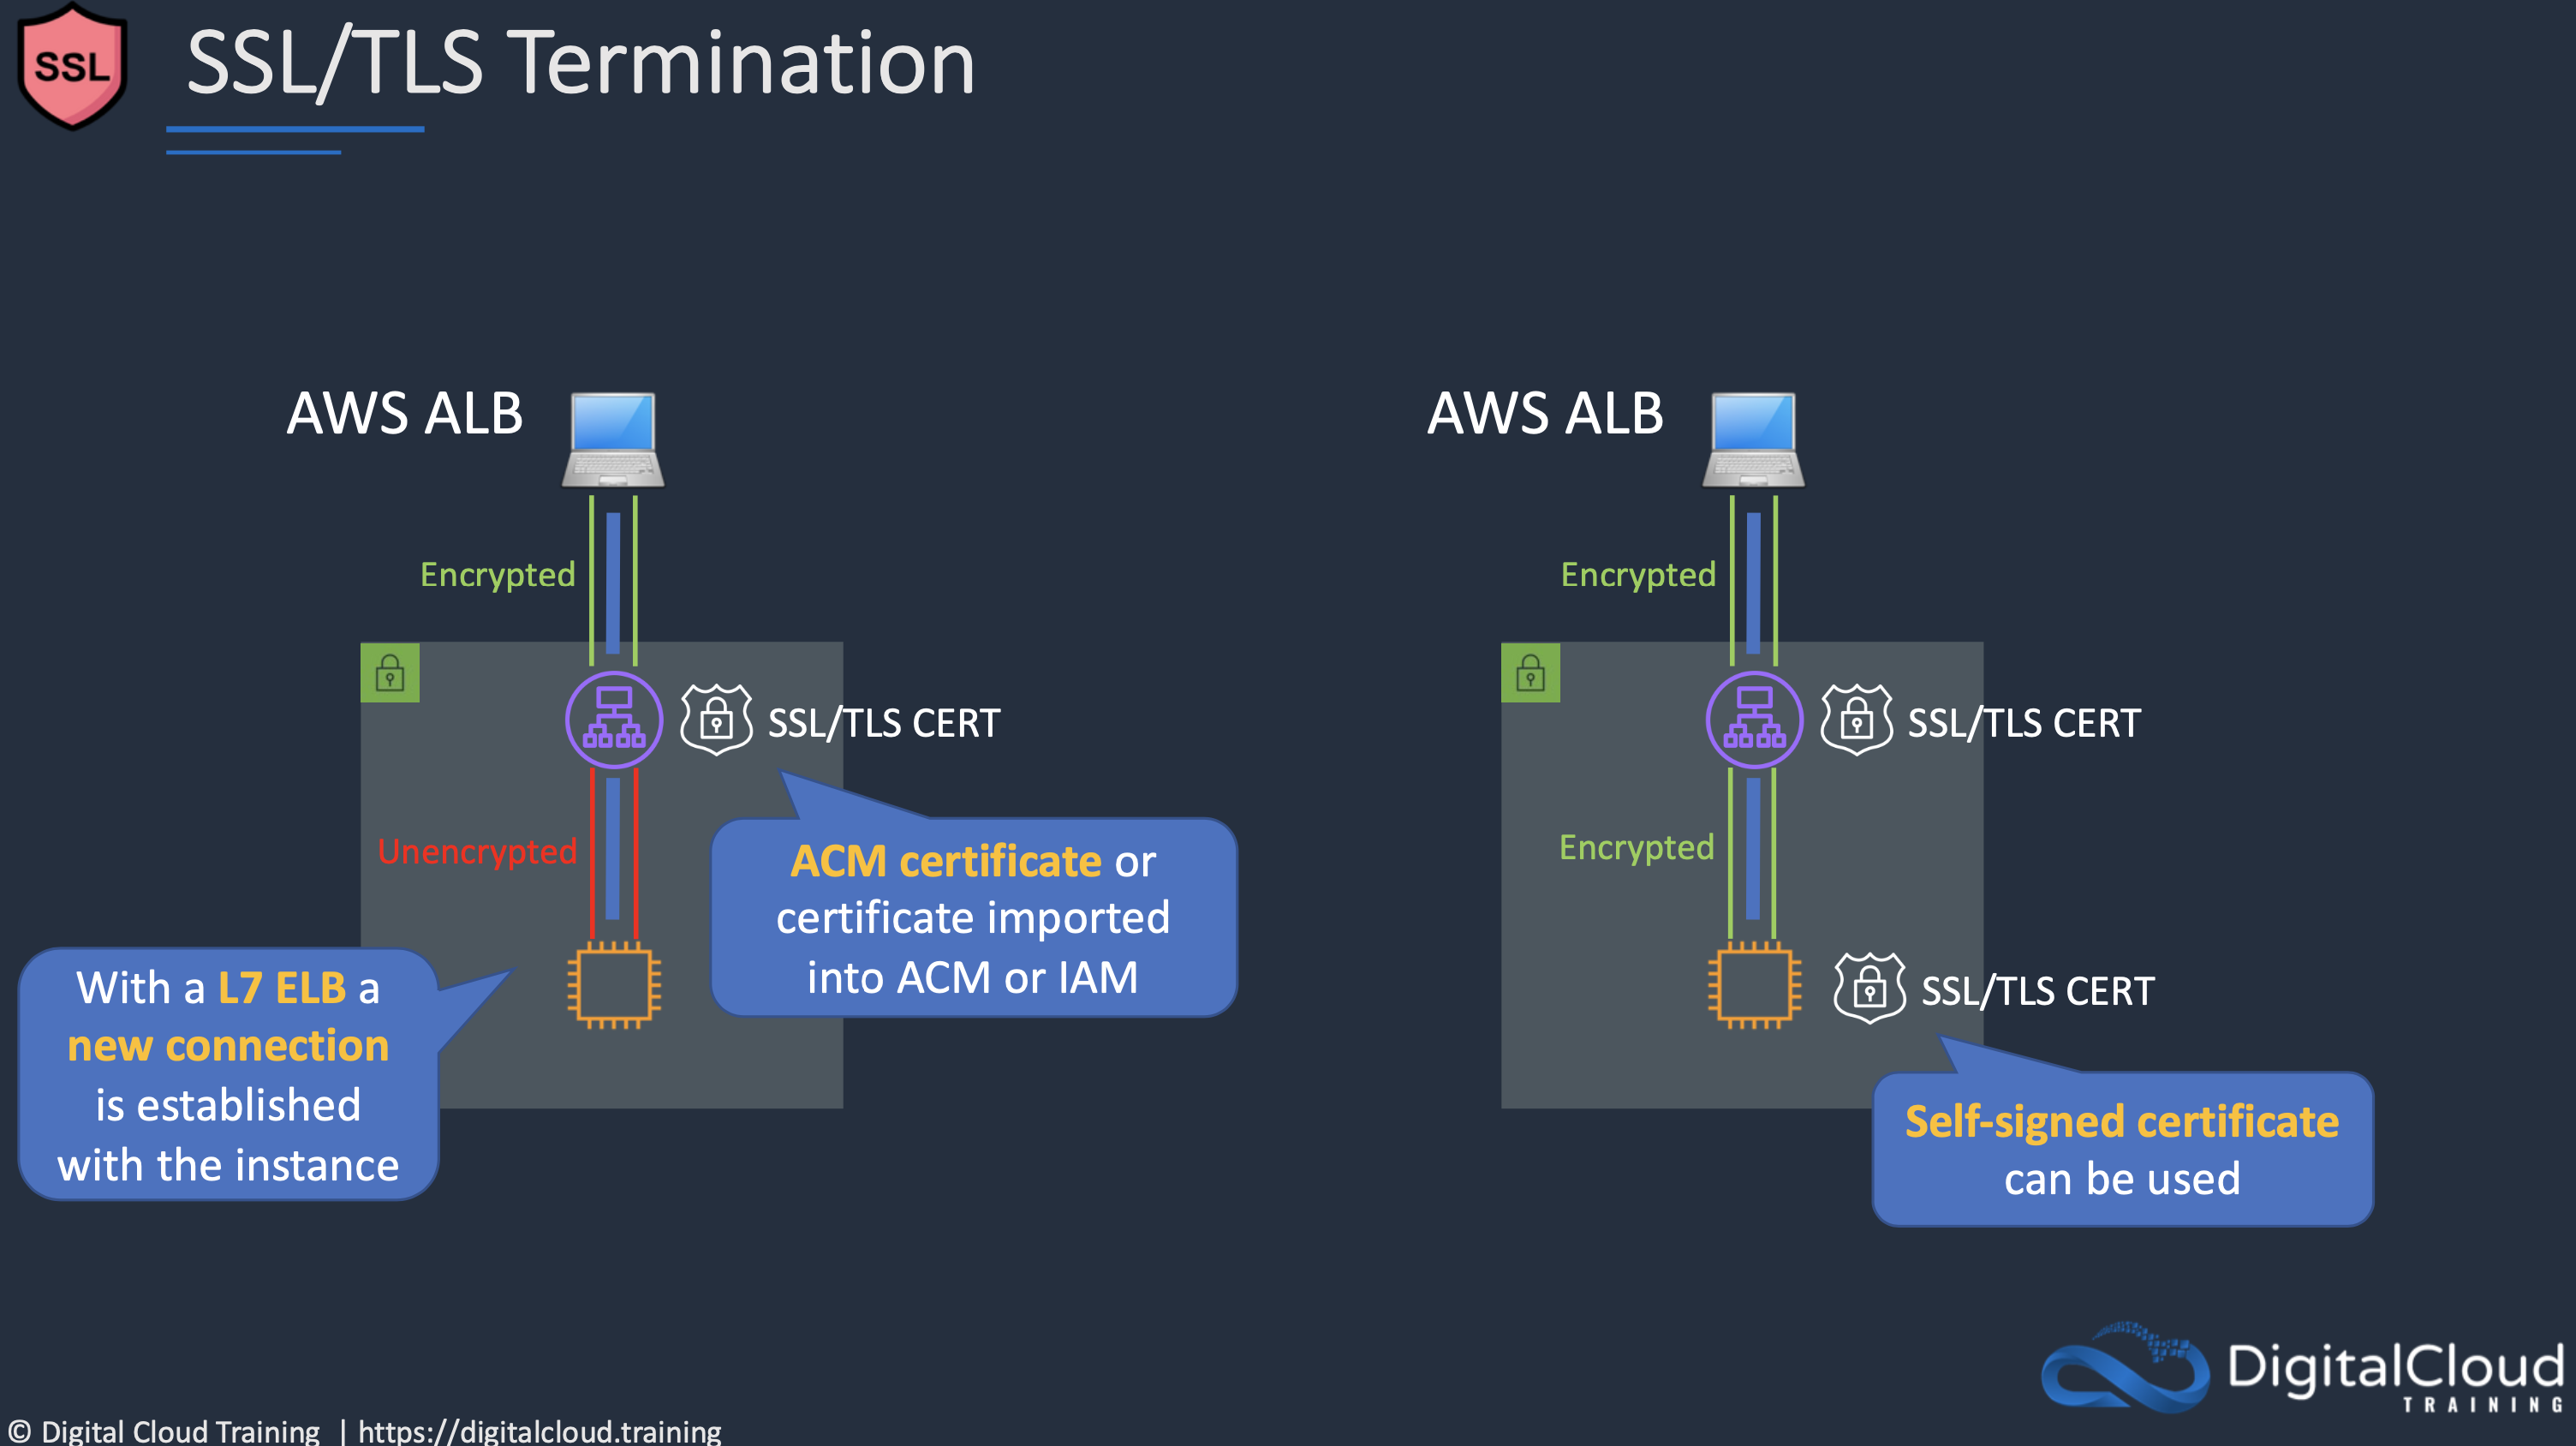 SSL
SSL/TLS Termination
AWS ALB
Encrypted
SSL/TLS CERT
Unencrypted
ACM certificate or
certificate imported
into ACM or IAM
With a L7 ELB a
new connection
is established
with the instance
AWS ALB
Encrypted
SSL/TLS CERT
Encrypted
SSL/TLS CERT
Self-signed certificate
can be used
DigitalCloud
TRAINING
© Digital Cloud Training | https://digitalcloud.training